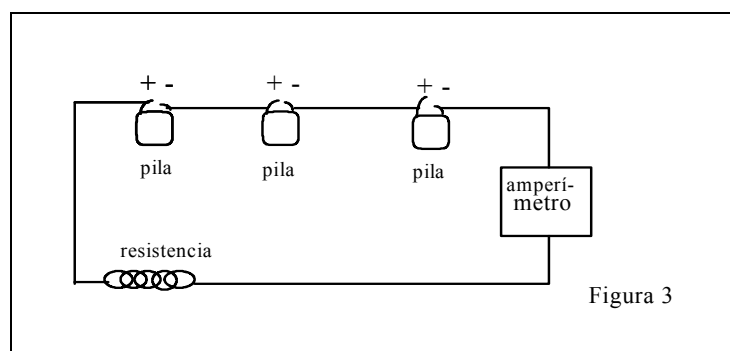 + - + - + -
pila pila pila
amperí-
metro
resistencia
Figura 3